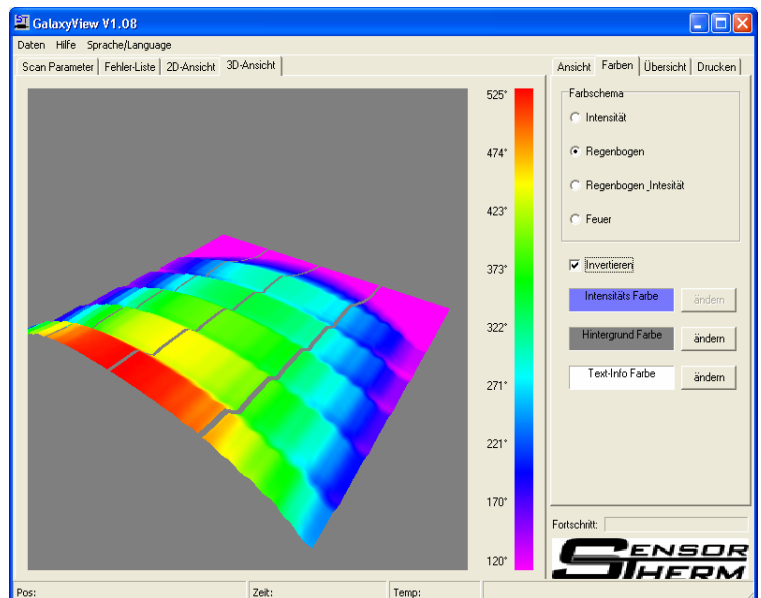 GalaxyView V1.08
Daten Hilfe Sprache/Language
Scan Parameter Fehler-Liste 2D-Ansicht 3D-Ansicht
Ansicht Farben Übersicht Drucken
525°
474°
423°
373°
322°
271°
221°
170°
120°
Farbschema
Intensität
Regenbogen
Regenbogen_Intesität
Feuer
Invertieren
Intensitäts Farbe ändern
Hintergrund Farbe ändern
Text-Info Farbe ändern
Fortschritt:
SENSOR
THERM
Pos: Zeit: Temp: